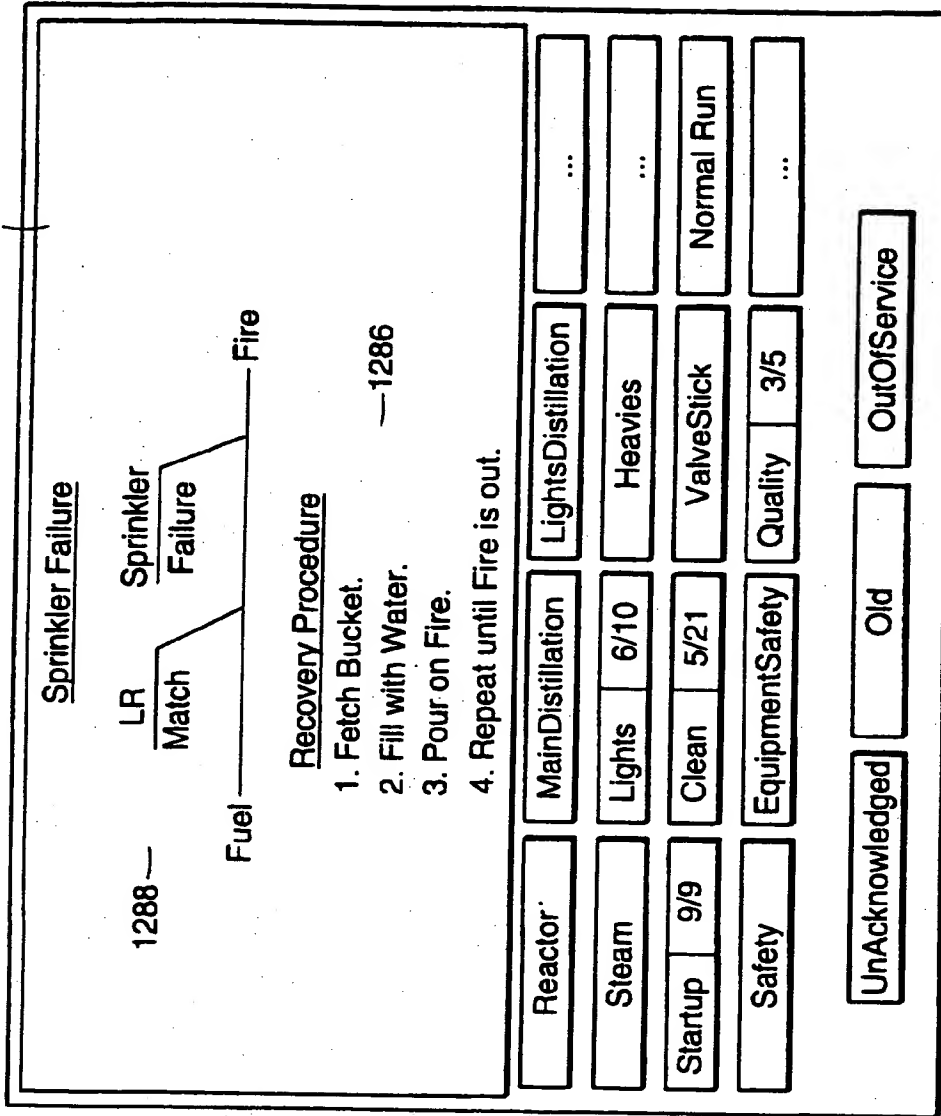 Sprinkler Failure
1288
LR
Match
Sprinkler
Failure
Fuel
Fire
Recovery Procedure
1. Fetch Bucket.
2. Fill with Water.
1286
3. Pour on Fire.
4. Repeat until Fire is out.
Reactor MainDistillation LightsDistillation ...
Steam Lights 6/10 Heavies ...
Startup 9/9 Clean 5/21 ValveStick Normal Run
Safety EquipmentSafety Quality 3/5 ...
UnAcknowledged Old OutOfService